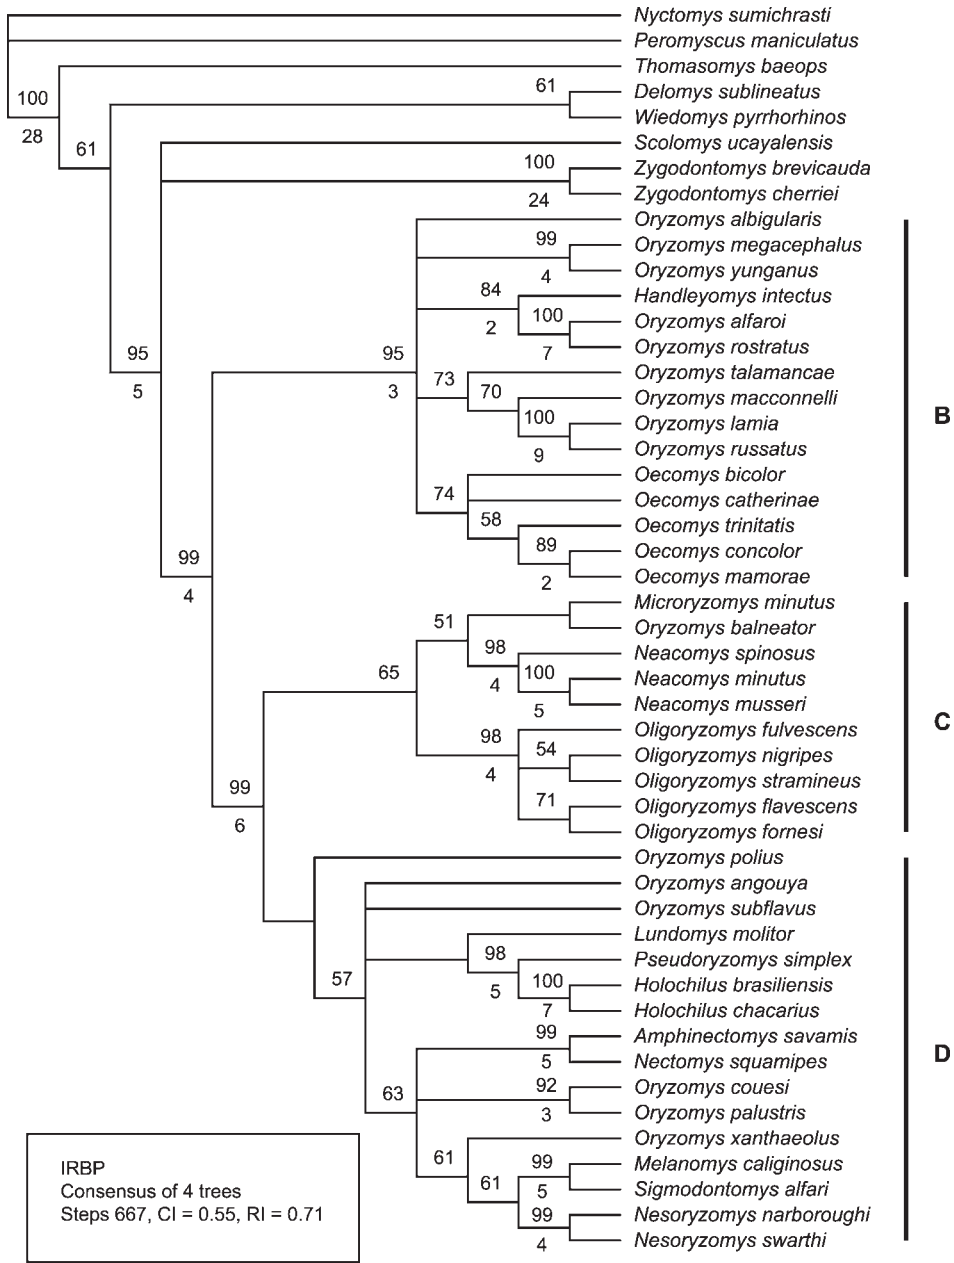 Nyctomys sumichrasti
Peromyscus maniculatus
Thomasomys baeops
61 Delomys sublineatus
100
Wiedomys pyrrhorhinos
28
61
Scolomys ucayalensis
100 Zygodontomys brevicauda
24 Zygodontomys cherriei
Oryzomys albigularis
99 Oryzomys megacephalus
4 Oryzomys yunganus
84 Handleyomys intectus
2 100 Oryzomys alfaroi
7 Oryzomys rostratus
95 95
5 3
73 Oryzomys talamancae
70 Oryzomys macconnelli
100 Oryzomys lamia
9 Oryzomys russatus
B
74 Oecomys bicolor
Oecomys catherinae
58 Oecomys trinitatis
89 Oecomys concolor
2 Oecomys mamorae
99
4
Microryzomys minutus
51 Oryzomys balneator
98 Neacomys spinosus
4 100 Neacomys minutus
5 Neacomys musseri
65
C
98 Oligoryzomys fulvescens
4 54 Oligoryzomys nigripes
Oligoryzomys stramineus
71 Oligoryzomys flavescens
Oligoryzomys fornesi
99
6
Oryzomys polius
Oryzomys angouya
Oryzomys subflavus
Lundomys molitor
98 Pseudoryzomys simplex
5 100 Holochilus brasiliensis
7 Holochilus chacarius
57
99 Amphinectomys savamis
5 Nectomys squamipes
D
92 Oryzomys couesi
3 Oryzomys palustris
63
Oryzomys xanthaeolus
61
99 Melanomys caliginosus
61 5 Sigmodontomys alfari
99 Nesoryzomys narboroughi
4 Nesoryzomys swarthi
IRBP
Consensus of 4 trees
Steps 667, CI = 0.55, RI = 0.71